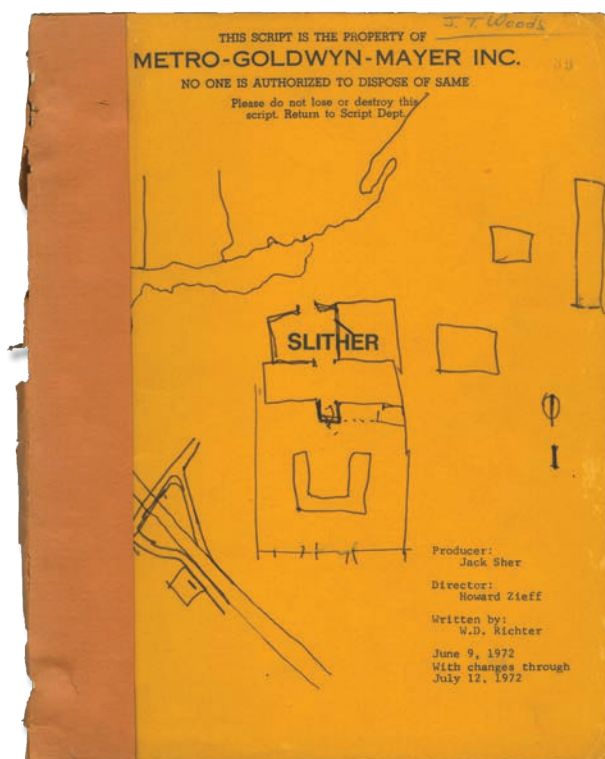 J. T. Woods
THIS SCRIPT IS THE PROPERTY OF
METRO-GOLDWYN-MAYER INC.
39
NO ONE IS AUTHORIZED TO DISPOSE OF SAME
Please do not lose or destroy this
script. Return to Script Dept.
SLITHER
Producer:
Jack Sher
Director:
Howard Zieff
Written by:
W.D. Richter
June 9, 1972
With changes through
July 12, 1972